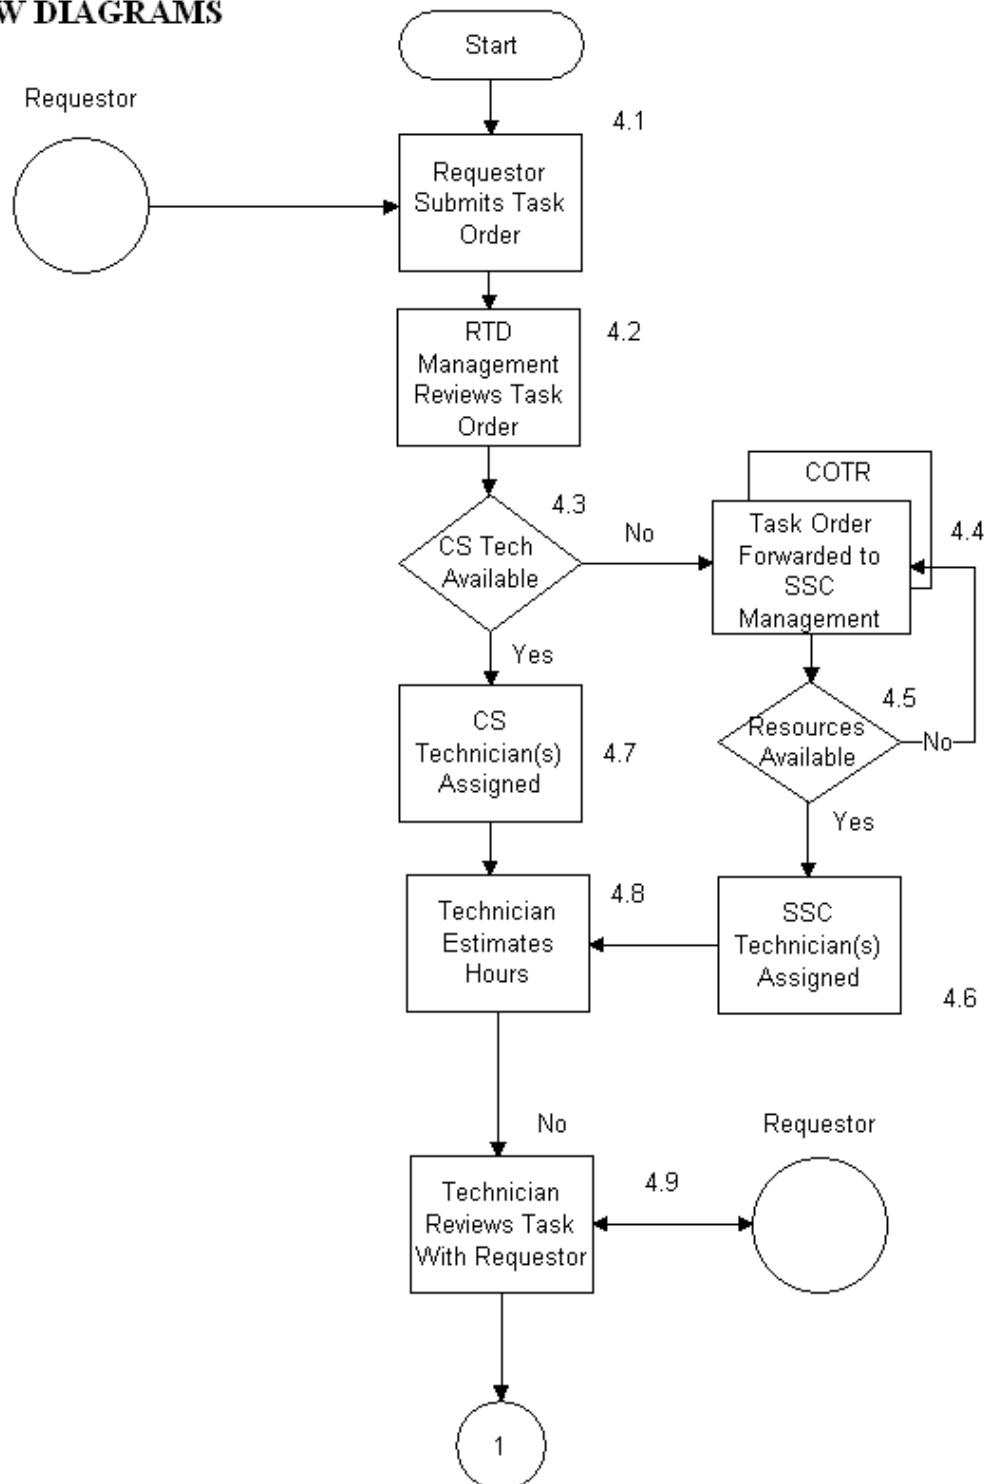 W DIAGRAMS
Start
Requestor
4.1
Requestor
Submits Task
Order
RTD
Management
Reviews Task
Order
4.2
4.3
CS Tech
Available
No
COTR
Task Order
Forwarded to
SSC
Management
4.4
Yes
4.5
Resources
Available
No
CS
Technician(s)
Assigned
4.7
Yes
Technician
Estimates
Hours
4.8
SSC
Technician(s)
Assigned
4.6
No
Requestor
Technician
Reviews Task
With Requestor
4.9
1